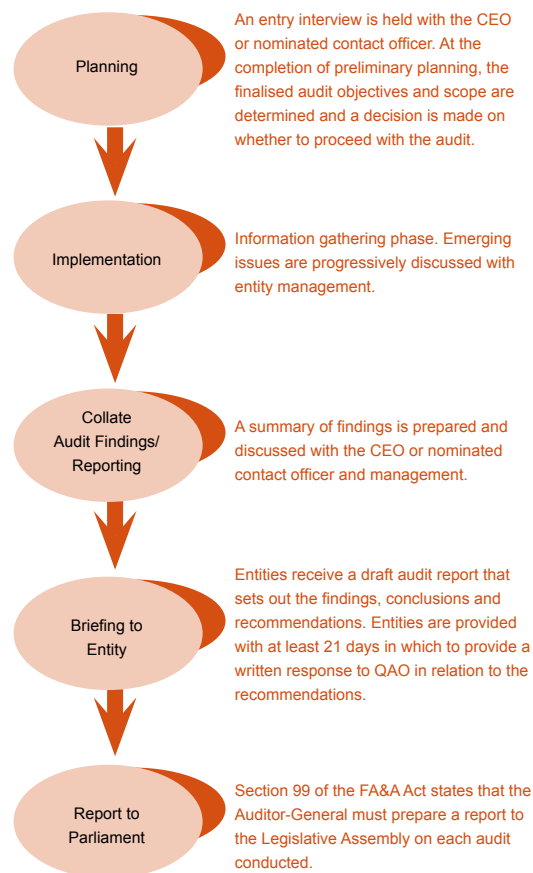 Planning
An entry interview is held with the CEO
or nominated contact officer. At the
completion of preliminary planning, the
finalised audit objectives and scope are
determined and a decision is made on
whether to proceed with the audit.
Implementation
Information gathering phase. Emerging
issues are progressively discussed with
entity management.
Collate
Audit Findings/
Reporting
A summary of findings is prepared and
discussed with the CEO or nominated
contact officer and management.
Briefing to
Entity
Entities receive a draft audit report that
sets out the findings, conclusions and
recommendations. Entities are provided
with at least 21 days in which to provide a
written response to QAO in relation to the
recommendations.
Report to
Parliament
Section 99 of the FA&A Act states that the
Auditor-General must prepare a report to
the Legislative Assembly on each audit
conducted.